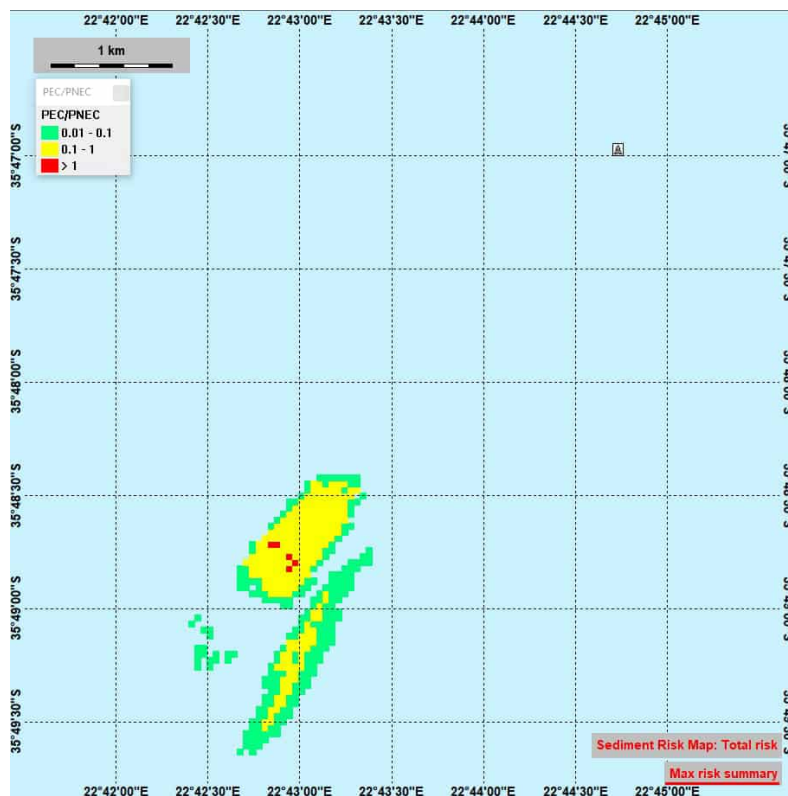 22°42'00"E 22°42'30"E 22°43'00"E 22°43'30"E 22°44'00"E 22°44'30"E 22°45'00"E
1 km
PEC/PNEC
PEC/PNEC
0.01 - 0.1
0.1 - 1
> 1
A
35°47'00"S
35°47'30"S
35°48'00"S
35°48'30"S
35°49'00"S
35°49'30"S
Sediment Risk Map: Total risk
Max risk summary
22°42'00"E 22°42'30"E 22°43'00"E 22°43'30"E 22°44'00"E 22°44'30"E 22°45'00"E